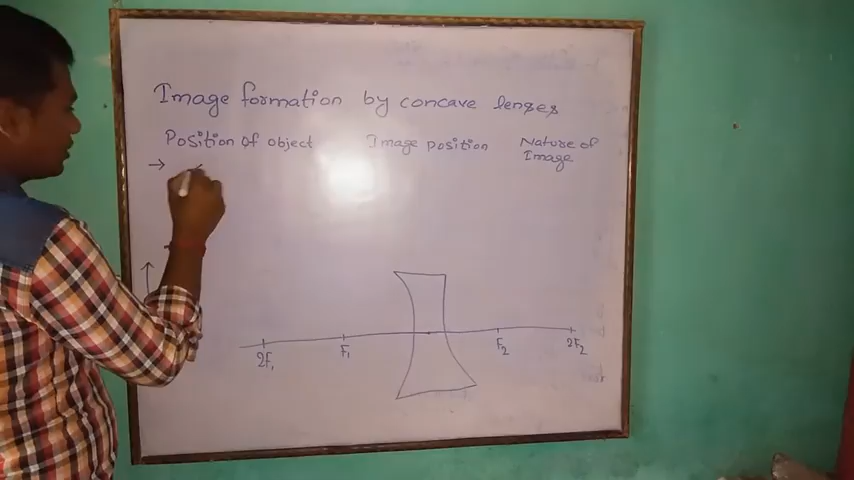 Image formation by concave lenses
Position of object Image position Nature of
Image
→
2F₁ F₁ F₂ 2F₂